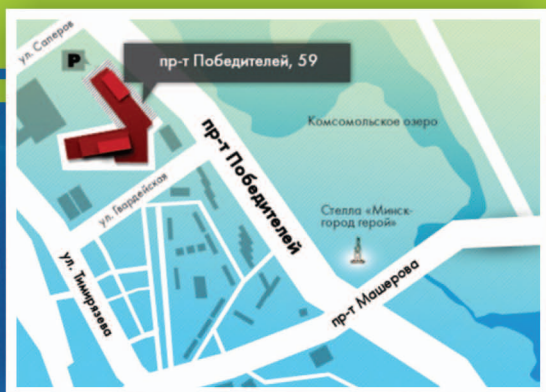 ул. Саперов
P
пр-т Победителей, 59
Комсомольское озеро
пр-т Победителей
ул. Гвардейская
Стелла «Минск-
город герой»
ул. Тимирязева
пр-т Машерова